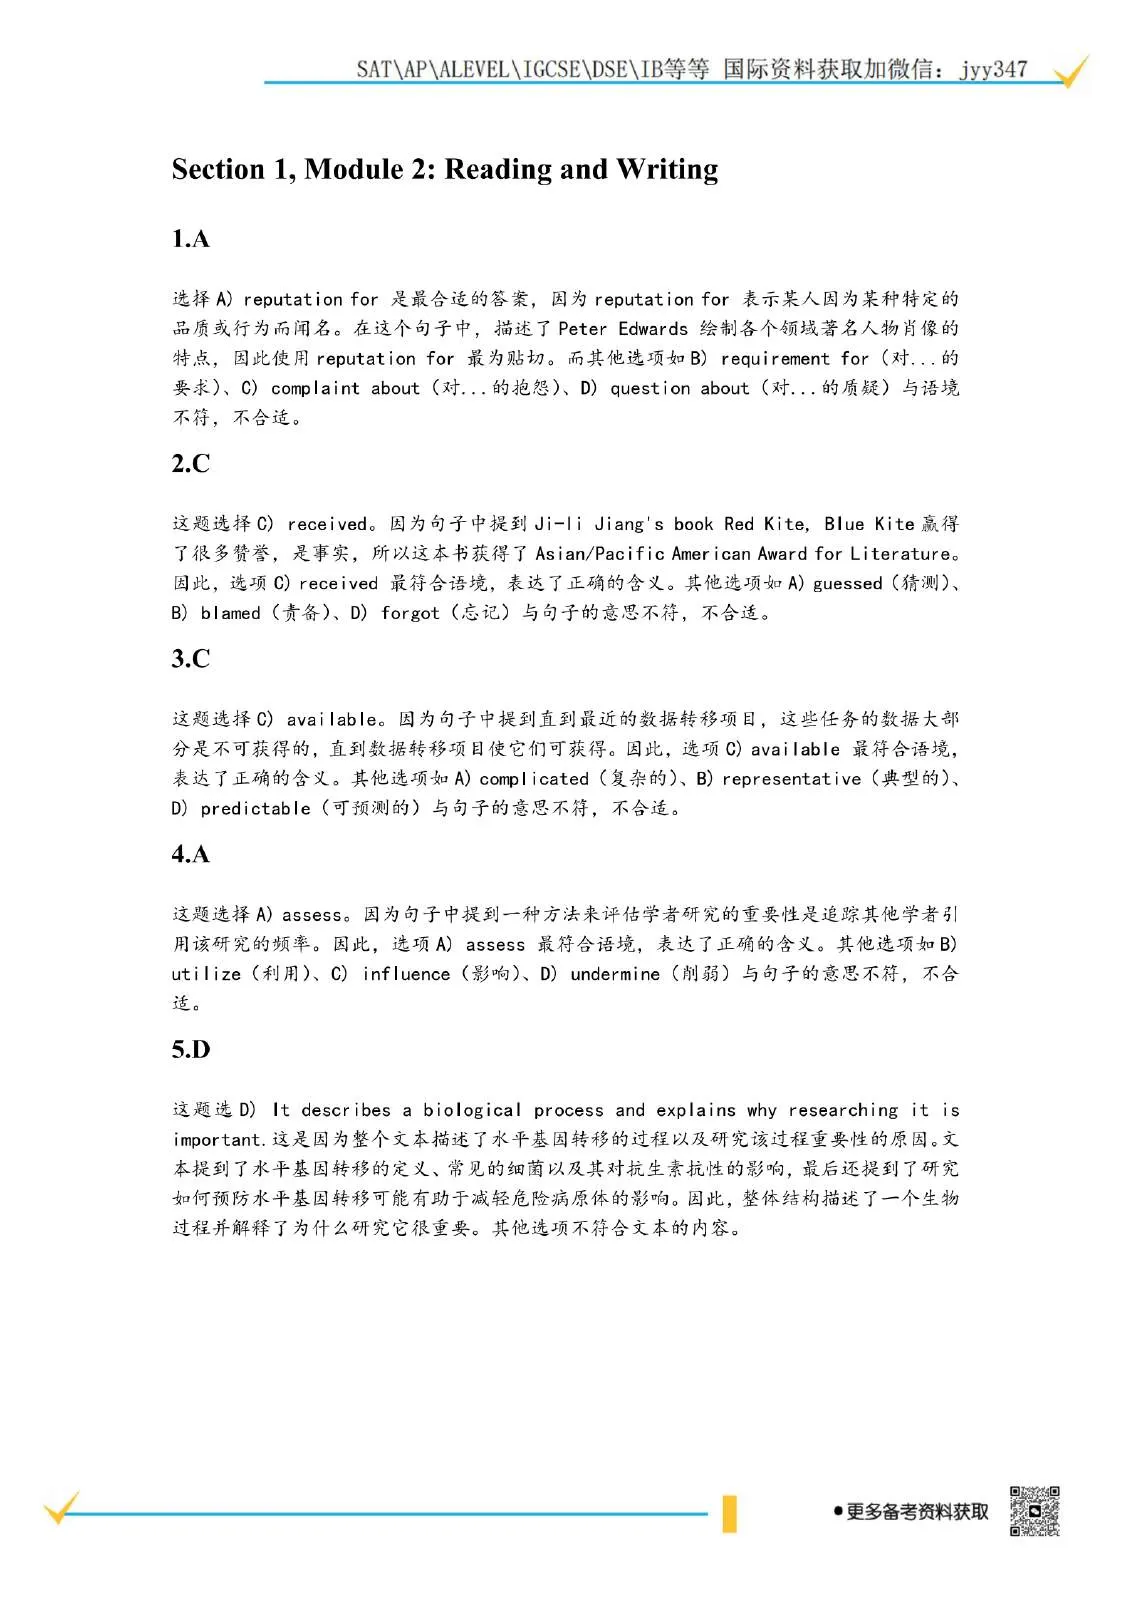 SAT\AP\ALEVEL\IGCSE\DSE\IB等等 国际资料获取加微信：jyy347
Section 1, Module 2: Reading and Writing
1.A
选择 A) reputation for 是最合适的答案，因为 reputation for 表示某人因为某种特定的
品质或行为而闻名。在这个句子中，描述了 Peter Edwards 绘制各个领域著名人物肖像的
特点，因此使用 reputation for 最为贴切。而其他选项如 B) requirement for（对...的
要求）、C) complaint about（对...的抱怨）、D) question about（对...的质疑）与语境
不符，不合适。
2.C
这题选择 C) received。因为句子中提到 Ji-li Jiang's book Red Kite, Blue Kite 赢得
了很多赞誉，是事实，所以这本书获得了 Asian/Pacific American Award for Literature。
因此，选项 C) received 最符合语境，表达了正确的含义。其他选项如 A) guessed（猜测）、
B) blamed（责备）、D) forgot（忘记）与句子的意思不符，不合适。
3.C
这题选择 C) available。因为句子中提到直到最近的数据转移项目，这些任务的数据大部
分是不可获得的，直到数据转移项目使它们可获得。因此，选项 C) available 最符合语境，
表达了正确的含义。其他选项如 A) complicated（复杂的）、B) representative（典型的）、
D) predictable（可预测的）与句子的意思不符，不合适。
4.A
这题选择 A) assess。因为句子中提到一种方法来评估学者研究的重要性是追踪其他学者引
用该研究的频率。因此，选项 A) assess 最符合语境，表达了正确的含义。其他选项如 B)
utilize（利用）、C) influence（影响）、D) undermine（削弱）与句子的意思不符，不合
适。
5.D
这题选 D) It describes a biological process and explains why researching it is
important.这是因为整个文本描述了水平基因转移的过程以及研究该过程重要性的原因。文
本提到了水平基因转移的定义、常见的细菌以及其对抗生素抗性的影响，最后还提到了研究
如何预防水平基因转移可能有助于减轻危险病原体的影响。因此，整体结构描述了一个生物
过程并解释了为什么研究它很重要。其他选项不符合文本的内容。
•更多备考资料获取